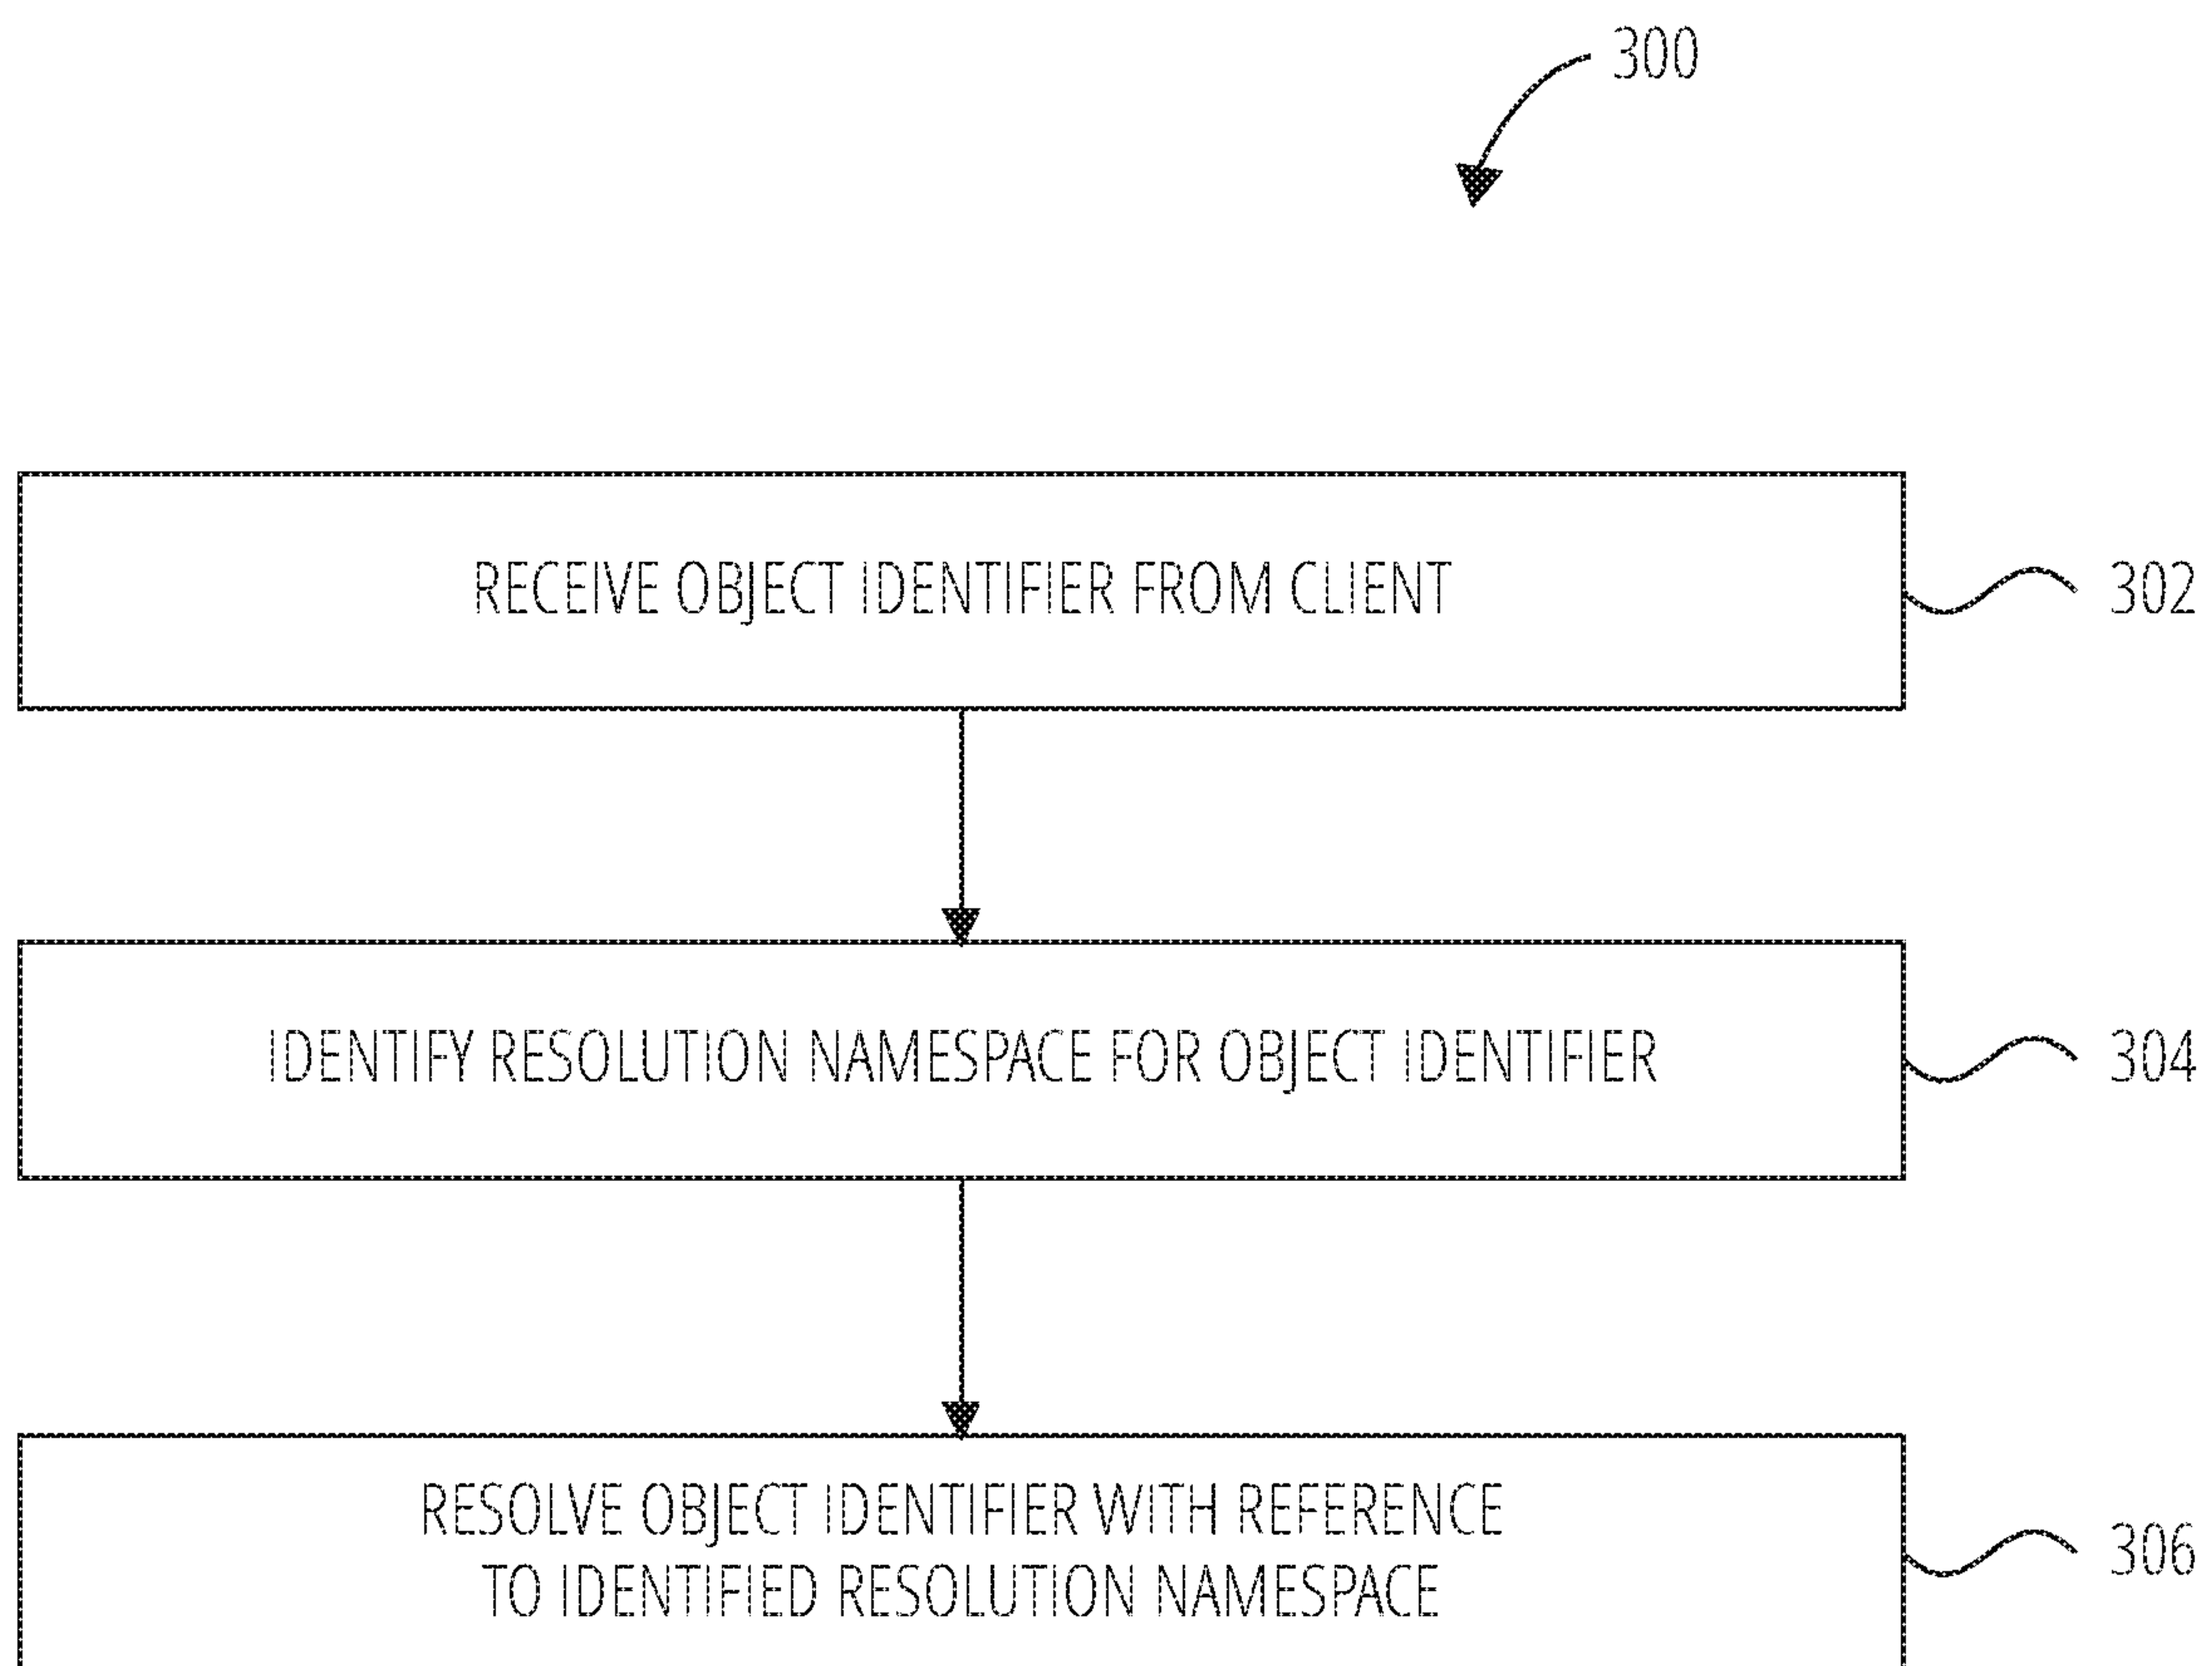 300
RECEIVE OBJECT IDENTIFIER FROM CLIENT
302
IDENTIFY RESOLUTION NAMESPACE FOR OBJECT IDENTIFIER
304
RESOLVE OBJECT IDENTIFIER WITH REFERENCE
TO IDENTIFIED RESOLUTION NAMESPACE
306